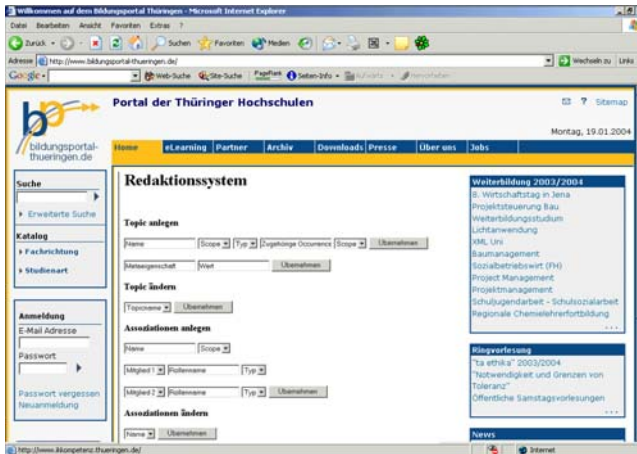 Willkommen auf dem Bildungsportal Thüringen - Microsoft Internet Explorer
Datei Bearbeiten Ansicht Favoriten Extras ?
Zurück Suchen Favoriten Medien
Adresse http://www.bildungsportal-thueringen.de/ Wechseln zu Links
Google Web-Suche Site-Suche PageRank Seiten-Info Aufwärts Hervorheben
Portal der Thüringer Hochschulen
? Sitemap
Montag, 19.01.2004
bp
bildungsportal-
thueringen.de
Home eLearning Partner Archiv Downloads Presse Über uns Jobs
Suche
Erweiterte Suche
Katalog
Fachrichtung
Studienart
Anmeldung
E-Mail Adresse
Passwort
Passwort vergessen
Neuanmeldung
Redaktionssystem
Topic anlegen
Name Scope Typ Zugehörige Occurrence Scope Übernehmen
Metaeigenschaft Wert Übernehmen
Topic ändern
Topicname Übernehmen
Assoziationen anlegen
Name Scope
Mitglied 1 Rollenname Typ
Mitglied 2 Rollenname Typ Übernehmen
Assoziationen ändern
Name Übernehmen
Weiterbildung 2003/2004
8. Wirtschaftstag in Jena
Projektsteuerung Bau
Weiterbildungsstudium
Lichtanwendung
XML Uni
Baumanagement
Sozialbetriebswirt (FH)
Project Management
Projektmanagement
Schuljugendarbeit - Schulsozialarbeit
Regionale Chemielehrerfortbildung
...
Ringvorlesung
"ta ethika" 2003/2004
"Notwendigkeit und Grenzen von
Toleranz"
Öffentliche Samstagsvorlesungen
...
News
http://www.ikkompetenz.thueringen.de/ Internet